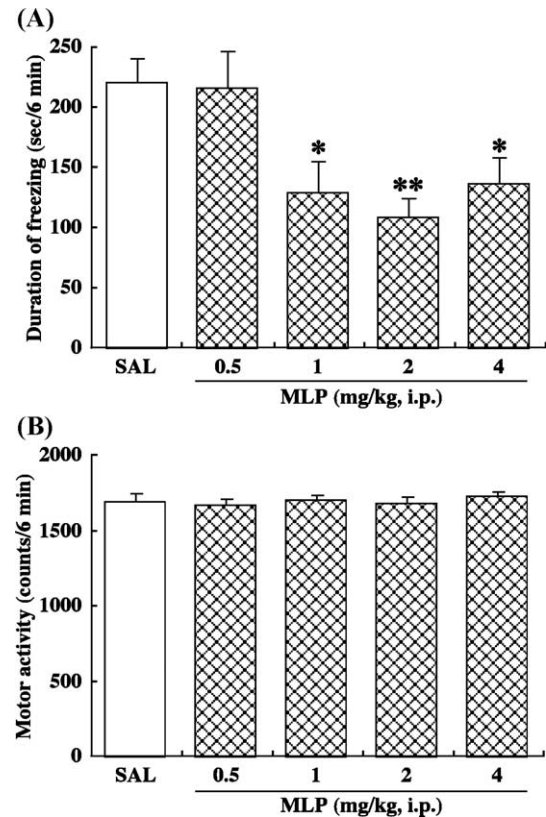 (A)
Duration of freezing (sec/6 min)
250
200
150
100
50
0
*
**
*
SAL
0.5
1
2
4
MLP (mg/kg, i.p.)
(B)
Motor activity (counts/6 min)
2000
1500
1000
500
0
SAL
0.5
1
2
4
MLP (mg/kg, i.p.)